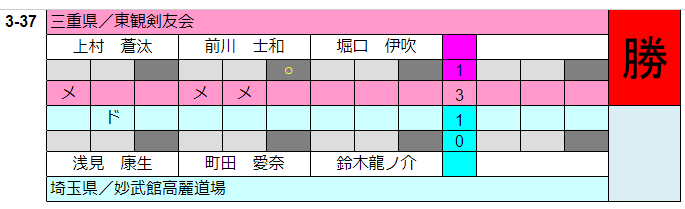 3-37 三重県／東観剣友会
上村 蒼汰 前川 士和 堀口 伊吹
○ 1
メ メ メ 3
勝
ド 1
0
浅見 康生 町田 愛奈 鈴木龍ノ介
埼玉県／妙武館高麗道場